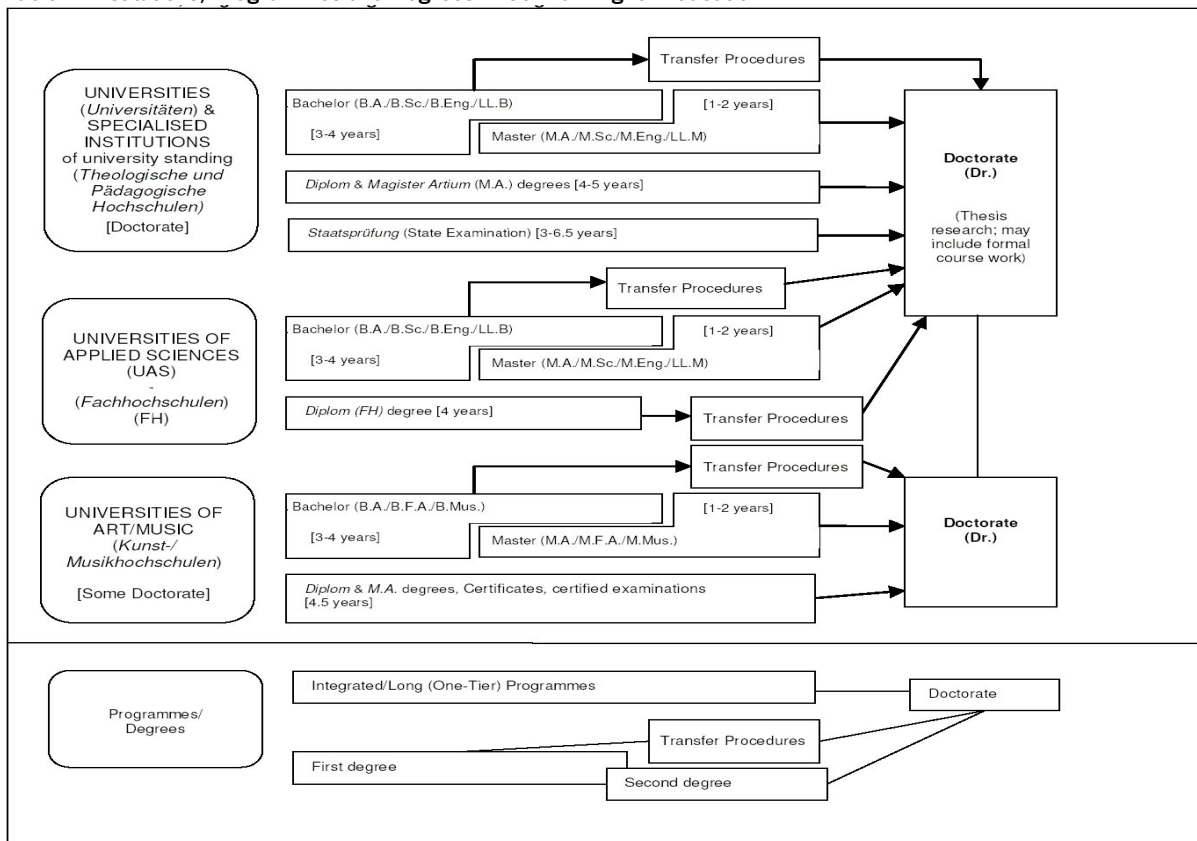 Transfer Procedures
UNIVERSITIES
(Universitäten) &
SPECIALISED
INSTITUTIONS
of university standing
(Theologische und
Pädagogische
Hochschulen)
[Doctorate]
. Bachelor (B.A./B.Sc./B.Eng./LL.B)
[3-4 years]
[1-2 years]
Master (M.A./M.Sc./M.Eng./LL.M)
Diplom & Magister Artium (M.A.) degrees [4-5 years]
Staatsprüfung (State Examination) [3-6.5 years]
Doctorate
(Dr.)
(Thesis
research; may
include formal
course work)
Transfer Procedures
UNIVERSITIES OF
APPLIED SCIENCES
(UAS)
-
(Fachhochschulen)
(FH)
. Bachelor (B.A./B.Sc./B.Eng./LL.B)
[3-4 years]
[1-2 years]
Master (M.A./M.Sc./M.Eng./LL.M)
Diplom (FH) degree [4 years]
Transfer Procedures
Transfer Procedures
UNIVERSITIES OF
ART/MUSIC
(Kunst-/
Musikhochschulen)
[Some Doctorate]
. Bachelor (B.A./B.F.A./B.Mus.)
[3-4 years]
[1-2 years]
Master (M.A./M.F.A./M.Mus.)
Diplom & M.A. degrees, Certificates, certified examinations
[4.5 years]
Doctorate
(Dr.)
Programmes/
Degrees
Integrated/Long (One-Tier) Programmes
Doctorate
Transfer Procedures
First degree
Second degree